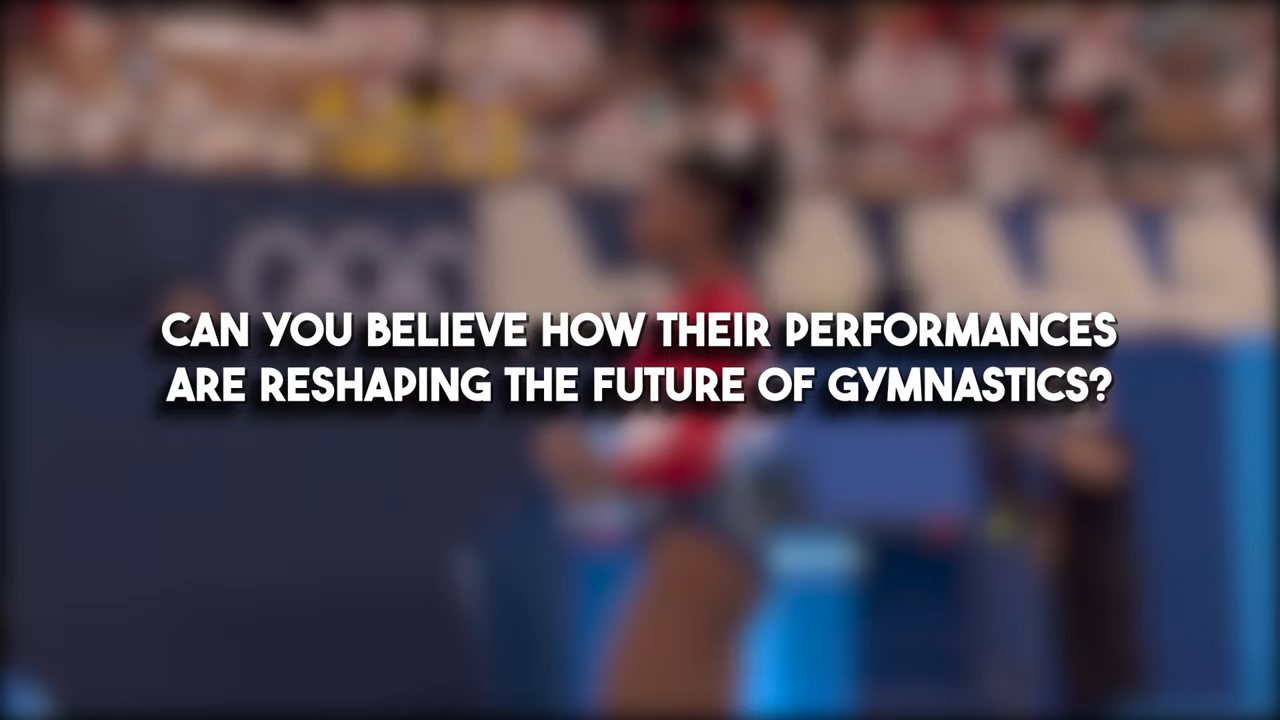 CAN YOU BELIEVE HOW THEIR PERFORMANCES
ARE RESHAPING THE FUTURE OF GYMNASTICS?